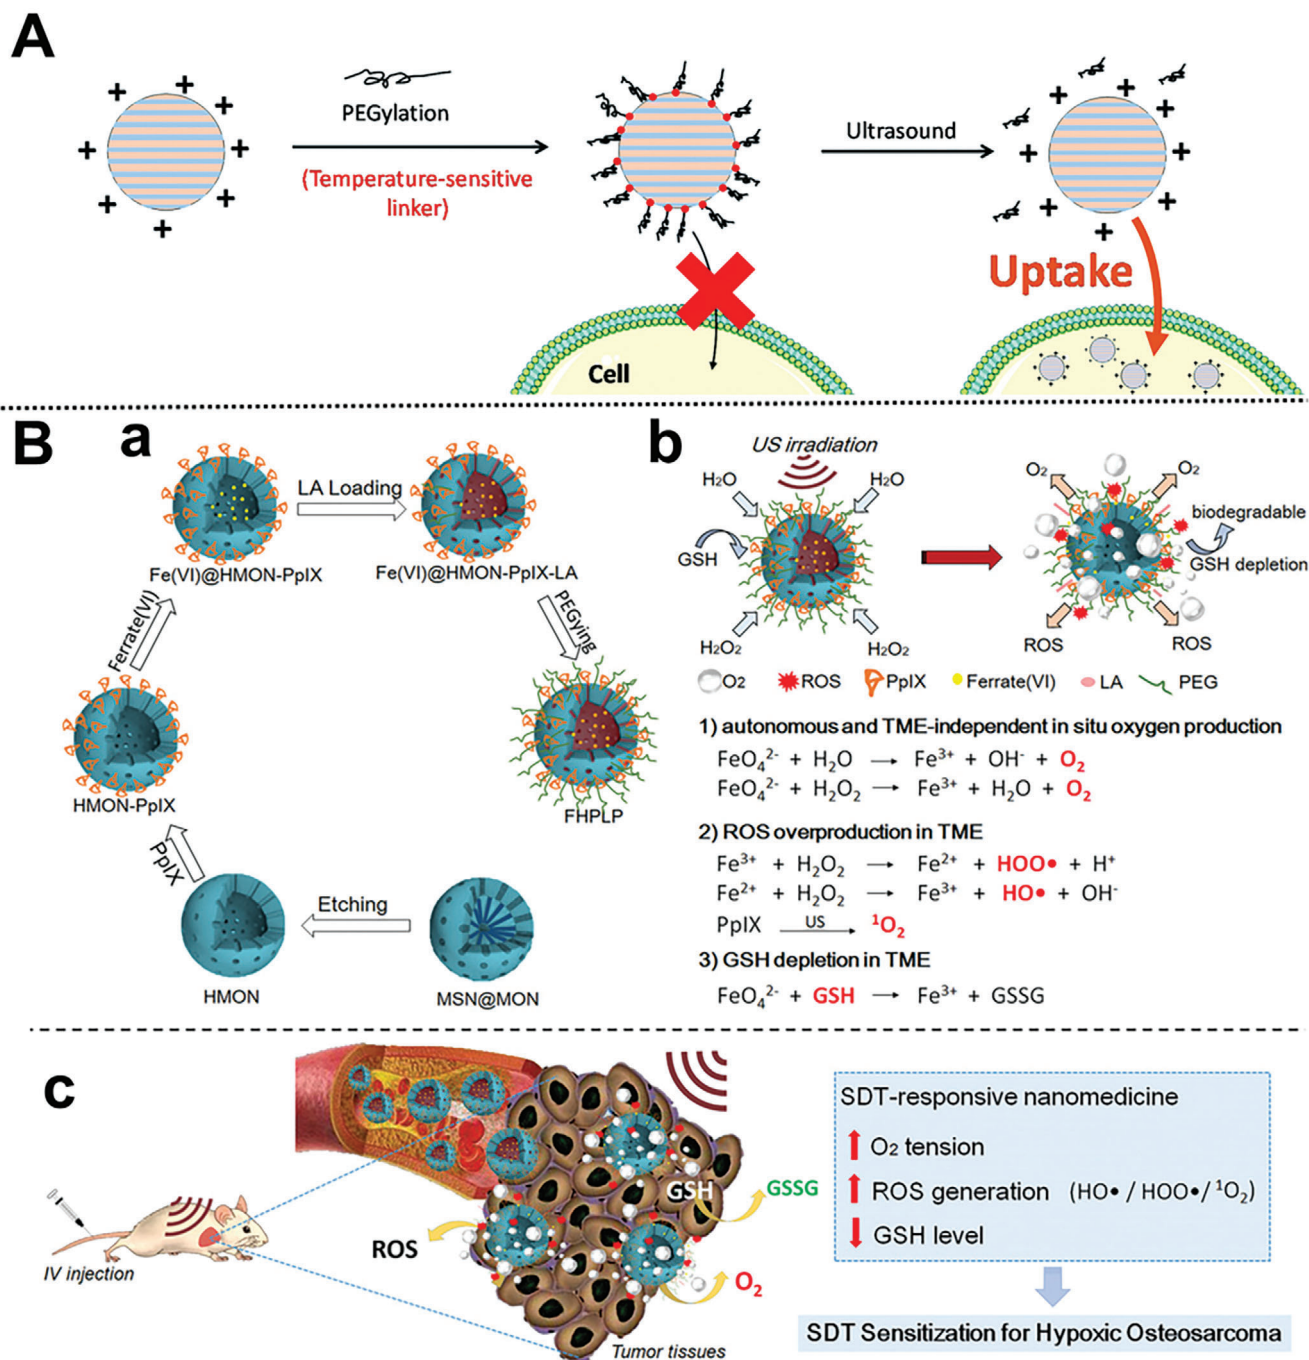 A
PEGylation
(Temperature-sensitive
linker)
Ultrasound
Uptake
Cell
B
a
LA Loading
Fe(VI)@HMON-PpIX
Fe(VI)@HMON-PpIX-LA
Ferrate(VI)
PEGying
HMON-PpIX
FHPLP
PpIX
Etching
HMON
MSN@MON
b
US irradiation
H₂O
H₂O
GSH
H₂O₂
H₂O₂
O₂
O₂
biodegradable
GSH depletion
ROS
ROS
O₂ ROS PpIX Ferrate(VI) LA PEG
1) autonomous and TME-independent in situ oxygen production
FeO₄²⁻ + H₂O → Fe³⁺ + OH⁻ + O₂
FeO₄²⁻ + H₂O₂ → Fe³⁺ + H₂O + O₂
2) ROS overproduction in TME
Fe³⁺ + H₂O₂ → Fe²⁺ + HOO• + H⁺
Fe²⁺ + H₂O₂ → Fe³⁺ + HO• + OH⁻
PpIX US → ¹O₂
3) GSH depletion in TME
FeO₄²⁻ + GSH → Fe³⁺ + GSSG
c
IV injection
ROS
GSH
GSSG
O₂
Tumor tissues
SDT-responsive nanomedicine
O₂ tension
ROS generation (HO• / HOO•/ ¹O₂)
GSH level
SDT Sensitization for Hypoxic Osteosarcoma